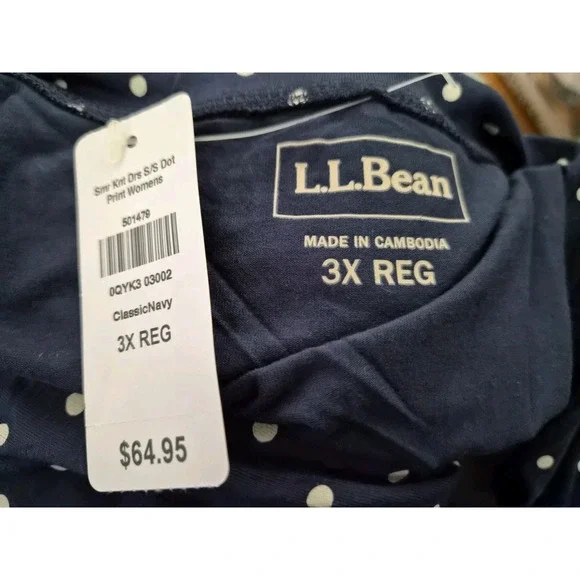 Smr Knt Drs S/S Dot
Print Womens
501479
0QYK3 03002
ClassicNavy
3X REG
$64.95
L.L.Bean
MADE IN CAMBODIA
3X REG